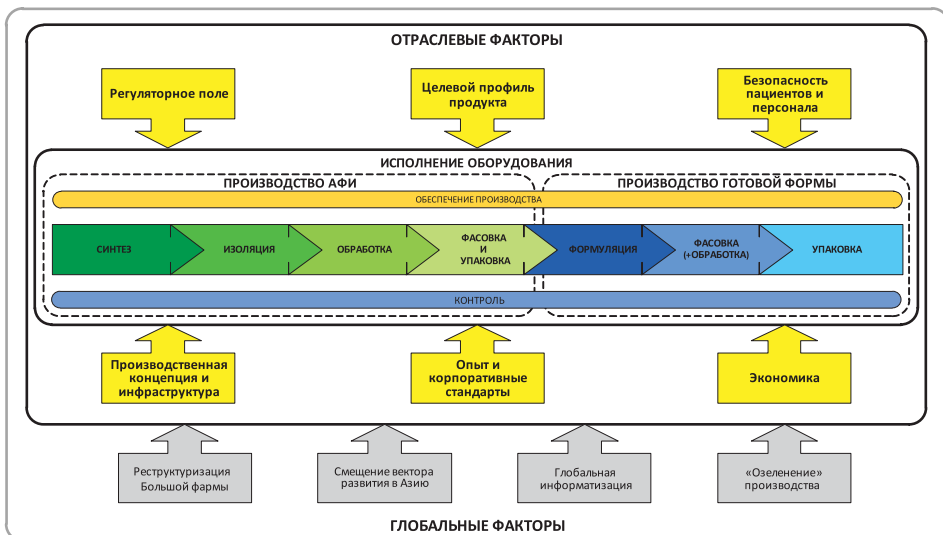 ОТРАСЛЕВЫЕ ФАКТОРЫ
Регуляторное поле
Целевой профиль
продукта
Безопасность
пациентов и
персонала
ИСПОЛНЕНИЕ ОБОРУДОВАНИЯ
ПРОИЗВОДСТВО АФИ
ПРОИЗВОДСТВО ГОТОВОЙ ФОРМЫ
ОБЕСПЕЧЕНИЕ ПРОИЗВОДСТВА
СИНТЕЗ
ИЗОЛЯЦИЯ
ОБРАБОТКА
ФАСОВКА
И
УПАКОВКА
ФОРМУЛЯЦИЯ
ФАСОВКА
(+ОБРАБОТКА)
УПАКОВКА
КОНТРОЛЬ
Производственная
концепция и
инфраструктура
Опыт и
корпоративные
стандарты
Экономика
Реструктуризация
Большой фармы
Смещение вектора
развития в Азию
Глобальная
информатизация
«Озеленение»
производства
ГЛОБАЛЬНЫЕ ФАКТОРЫ